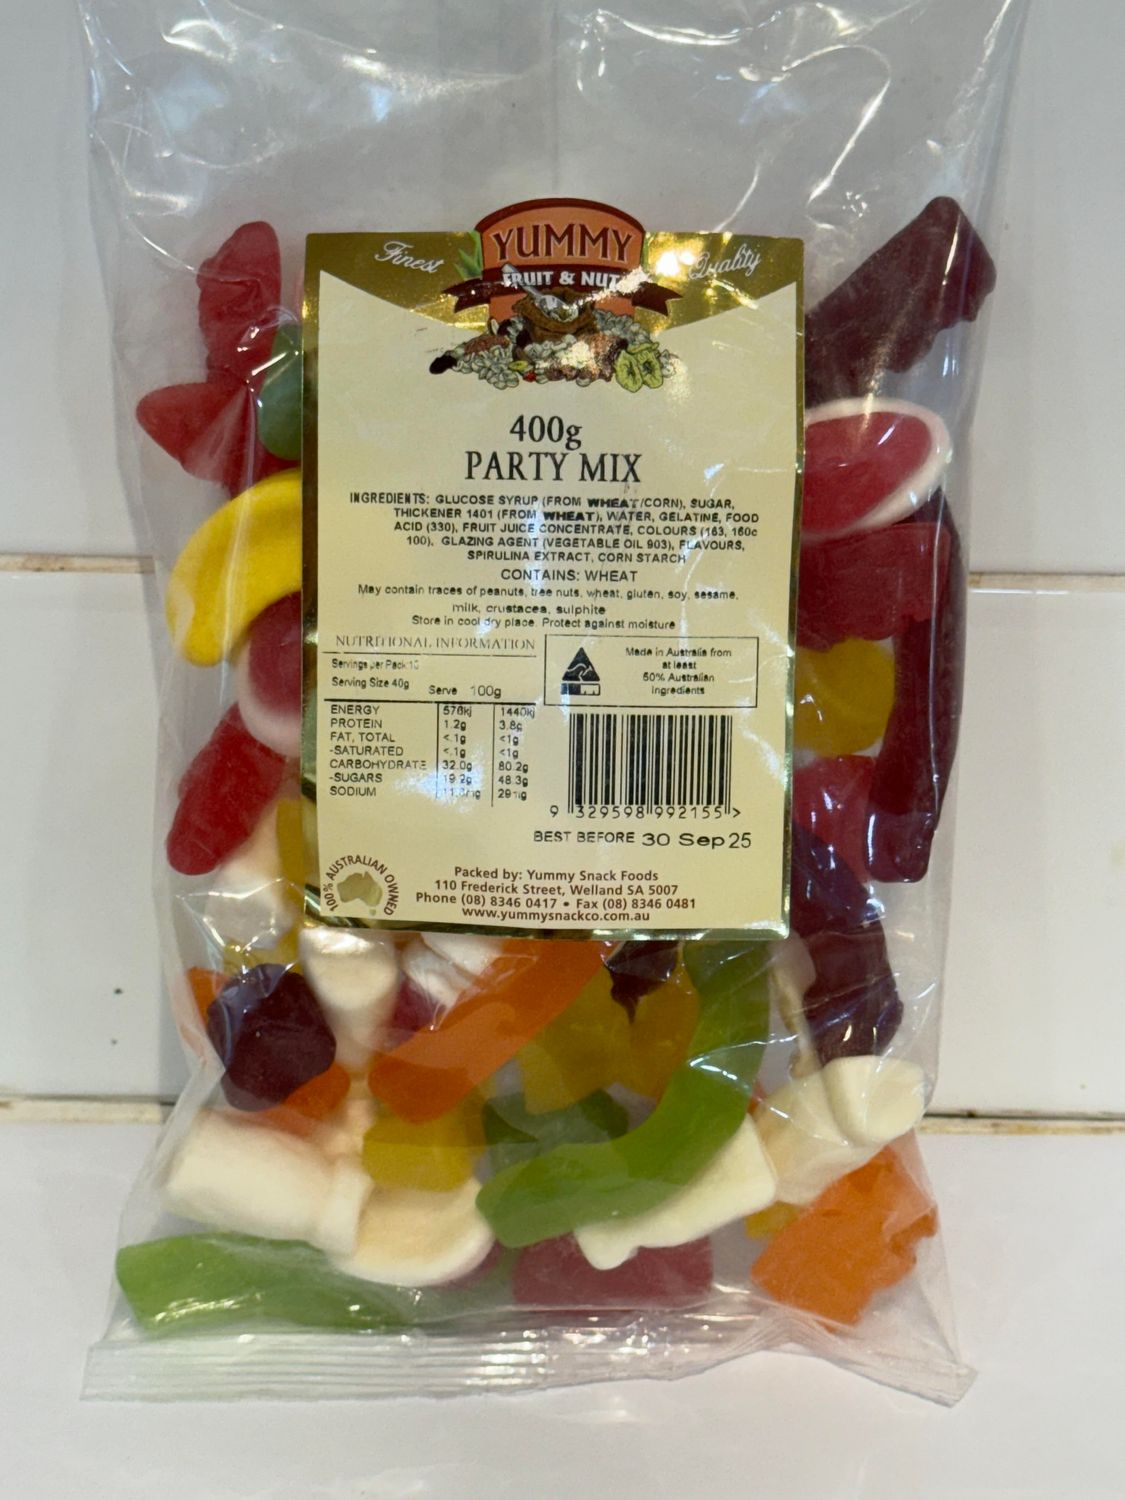 Finest
YUMMY
Quality
FRUIT & NUT
400g
PARTY MIX
INGREDIENTS: GLUCOSE SYRUP (FROM WHEAT/CORN), SUGAR,
THICKENER 1401 (FROM WHEAT), WATER, GELATINE, FOOD
ACID (330), FRUIT JUICE CONCENTRATE, COLOURS (163, 160c
100), GLAZING AGENT (VEGETABLE OIL 903), FLAVOURS,
SPIRULINA EXTRACT, CORN STARCH
CONTAINS: WHEAT
May contain traces of peanuts, tree nuts, wheat, gluten, soy, sesame,
milk, crustacea, sulphite
Store in cool dry place. Protect against moisture
NUTRITIONAL INFORMATION
Servings per Pack 10
Serving Size 40g
Serve 100g
ENERGY 576kj 1440kj
PROTEIN 1.2g 3.8g
FAT, TOTAL <.1g <1g
-SATURATED <.1g <1g
CARBOHYDRATE 32.0g 80.2g
-SUGARS 19.2g 48.3g
SODIUM
Made in Australia from
at least
60% Australian
Ingredients
9 329598 992155 >
BEST BEFORE 30 Sep 25
100% AUSTRALIAN OWNED
Packed by: Yummy Snack Foods
110 Frederick Street, Welland SA 5007
Phone (08) 8346 0417 • Fax (08) 8346 0481
www.yummysnackco.com.au